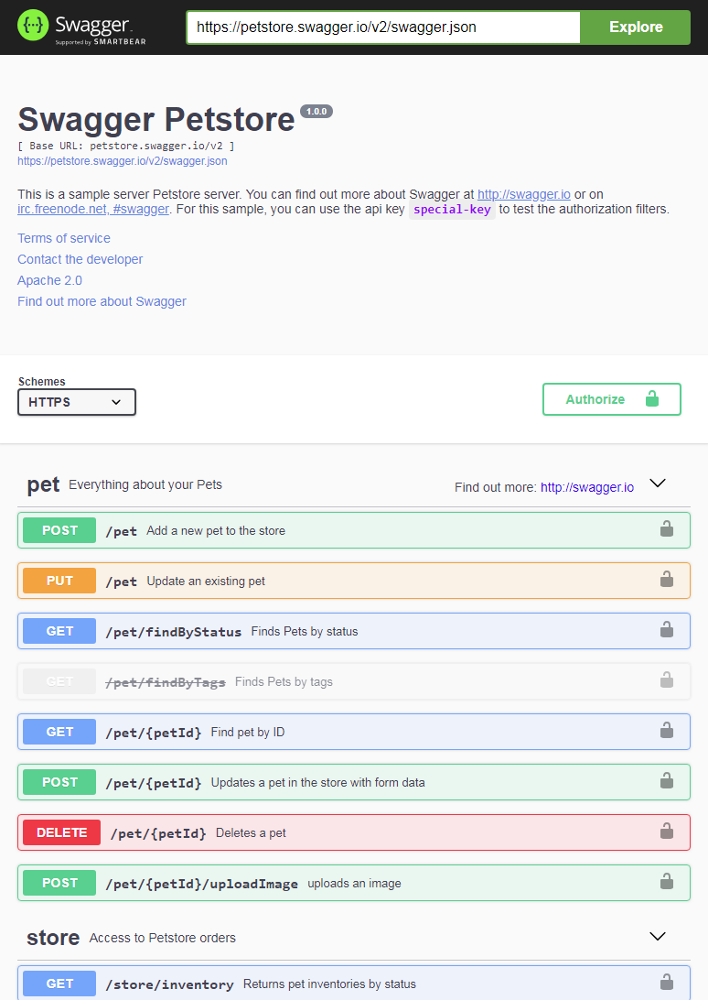 {···} Swagger.
Supported by SMARTBEAR
https://petstore.swagger.io/v2/swagger.json
Explore
Swagger Petstore 1.0.0
[ Base URL: petstore.swagger.io/v2 ]
https://petstore.swagger.io/v2/swagger.json
This is a sample server Petstore server. You can find out more about Swagger at http://swagger.io or on
irc.freenode.net, #swagger. For this sample, you can use the api key special-key to test the authorization filters.
Terms of service
Contact the developer
Apache 2.0
Find out more about Swagger
Schemes
HTTPS
Authorize
pet Everything about your Pets Find out more: http://swagger.io
POST /pet Add a new pet to the store
PUT /pet Update an existing pet
GET /pet/findByStatus Finds Pets by status
GET /pet/findByTags Finds Pets by tags
GET /pet/{petId} Find pet by ID
POST /pet/{petId} Updates a pet in the store with form data
DELETE /pet/{petId} Deletes a pet
POST /pet/{petId}/uploadImage uploads an image
store Access to Petstore orders
GET /store/inventory Returns pet inventories by status